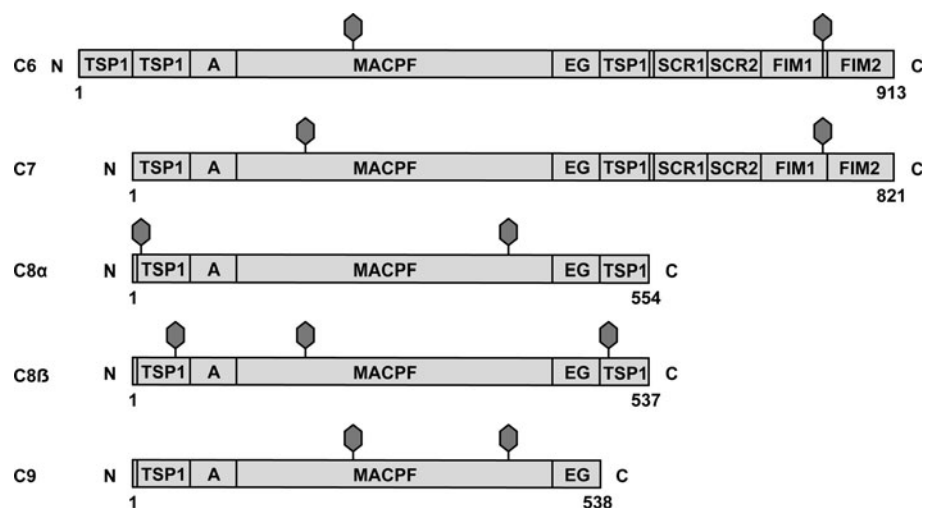 C6 N TSP1 TSP1 A MACPF EG TSP1 SCR1 SCR2 FIM1 FIM2 C
1 913
C7 N TSP1 A MACPF EG TSP1 SCR1 SCR2 FIM1 FIM2 C
1 821
C8α N TSP1 A MACPF EG TSP1 C
1 554
C8ß N TSP1 A MACPF EG TSP1 C
1 537
C9 N TSP1 A MACPF EG C
1 538